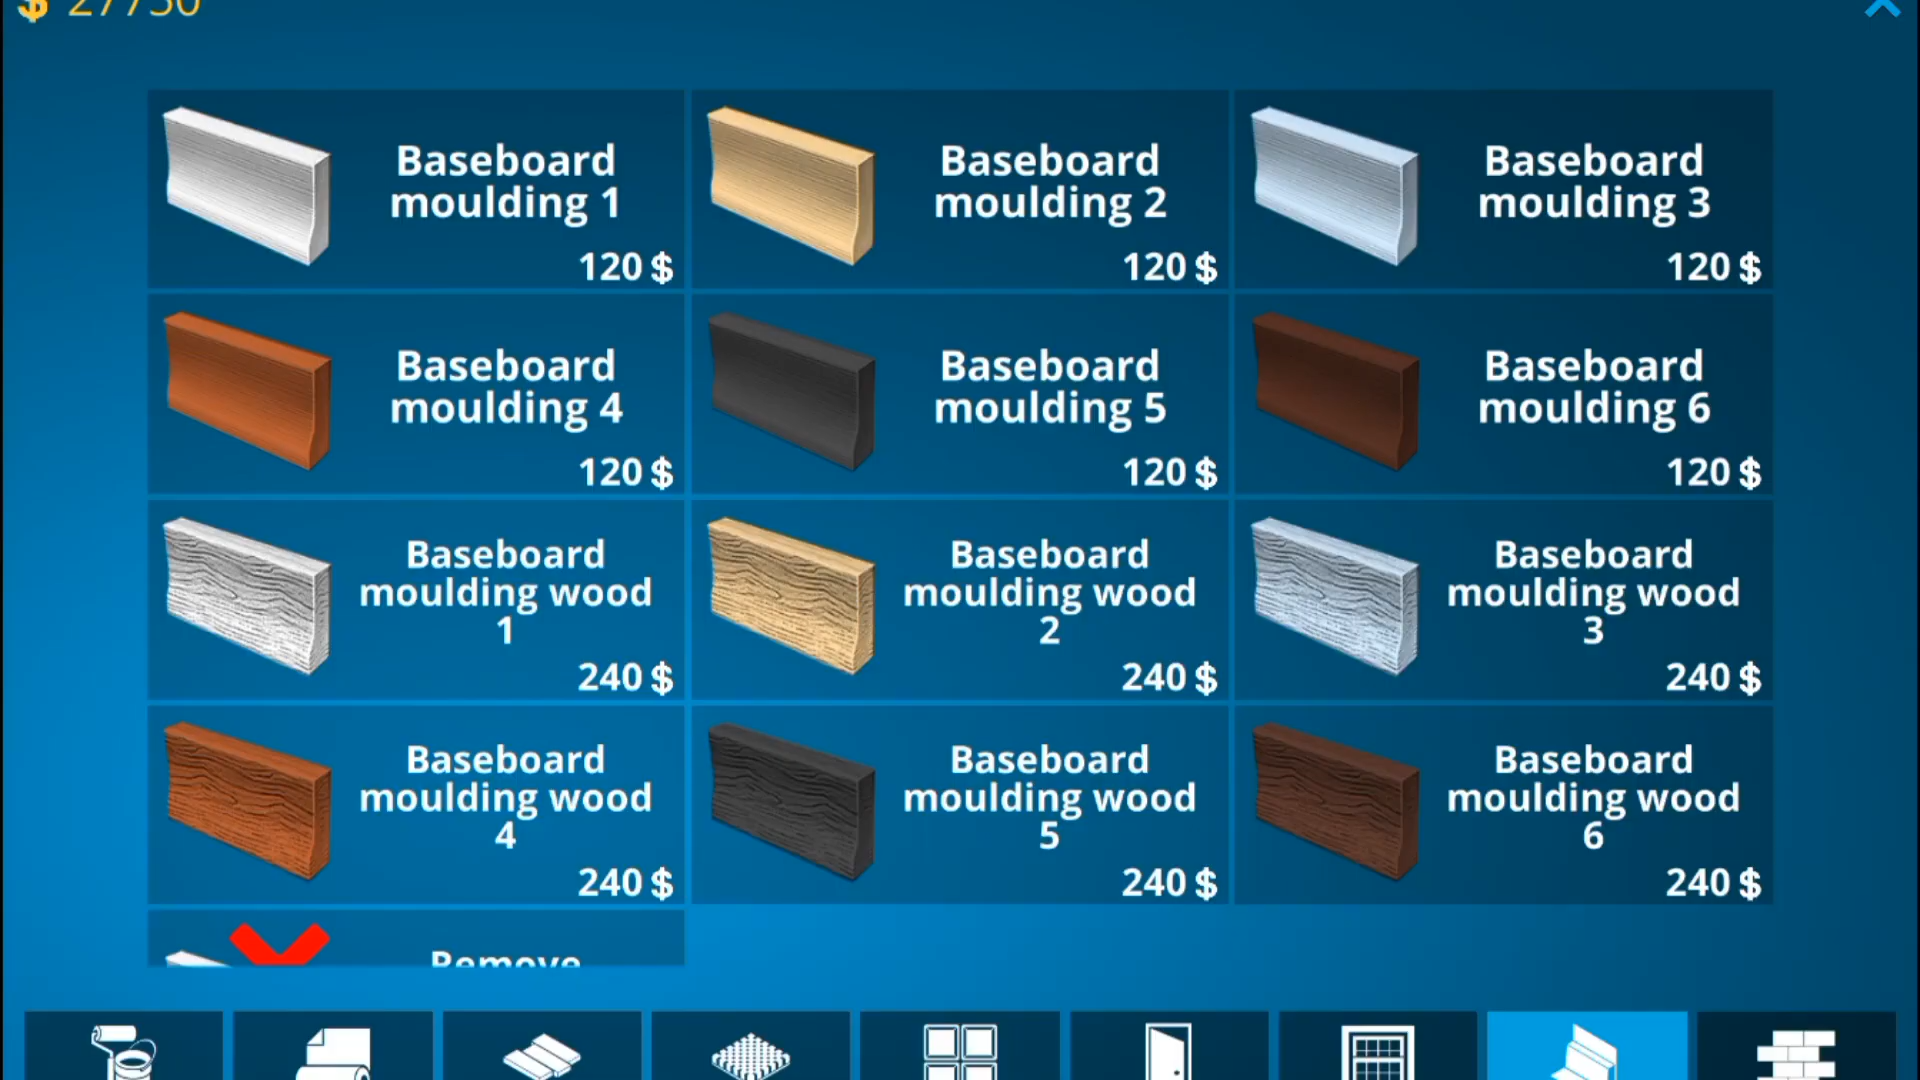 $ 27750
Baseboard
moulding 1
120 $
Baseboard
moulding 2
120 $
Baseboard
moulding 3
120 $
Baseboard
moulding 4
120 $
Baseboard
moulding 5
120 $
Baseboard
moulding 6
120 $
Baseboard
moulding wood
1
240 $
Baseboard
moulding wood
2
240 $
Baseboard
moulding wood
3
240 $
Baseboard
moulding wood
4
240 $
Baseboard
moulding wood
5
240 $
Baseboard
moulding wood
6
240 $
Remove